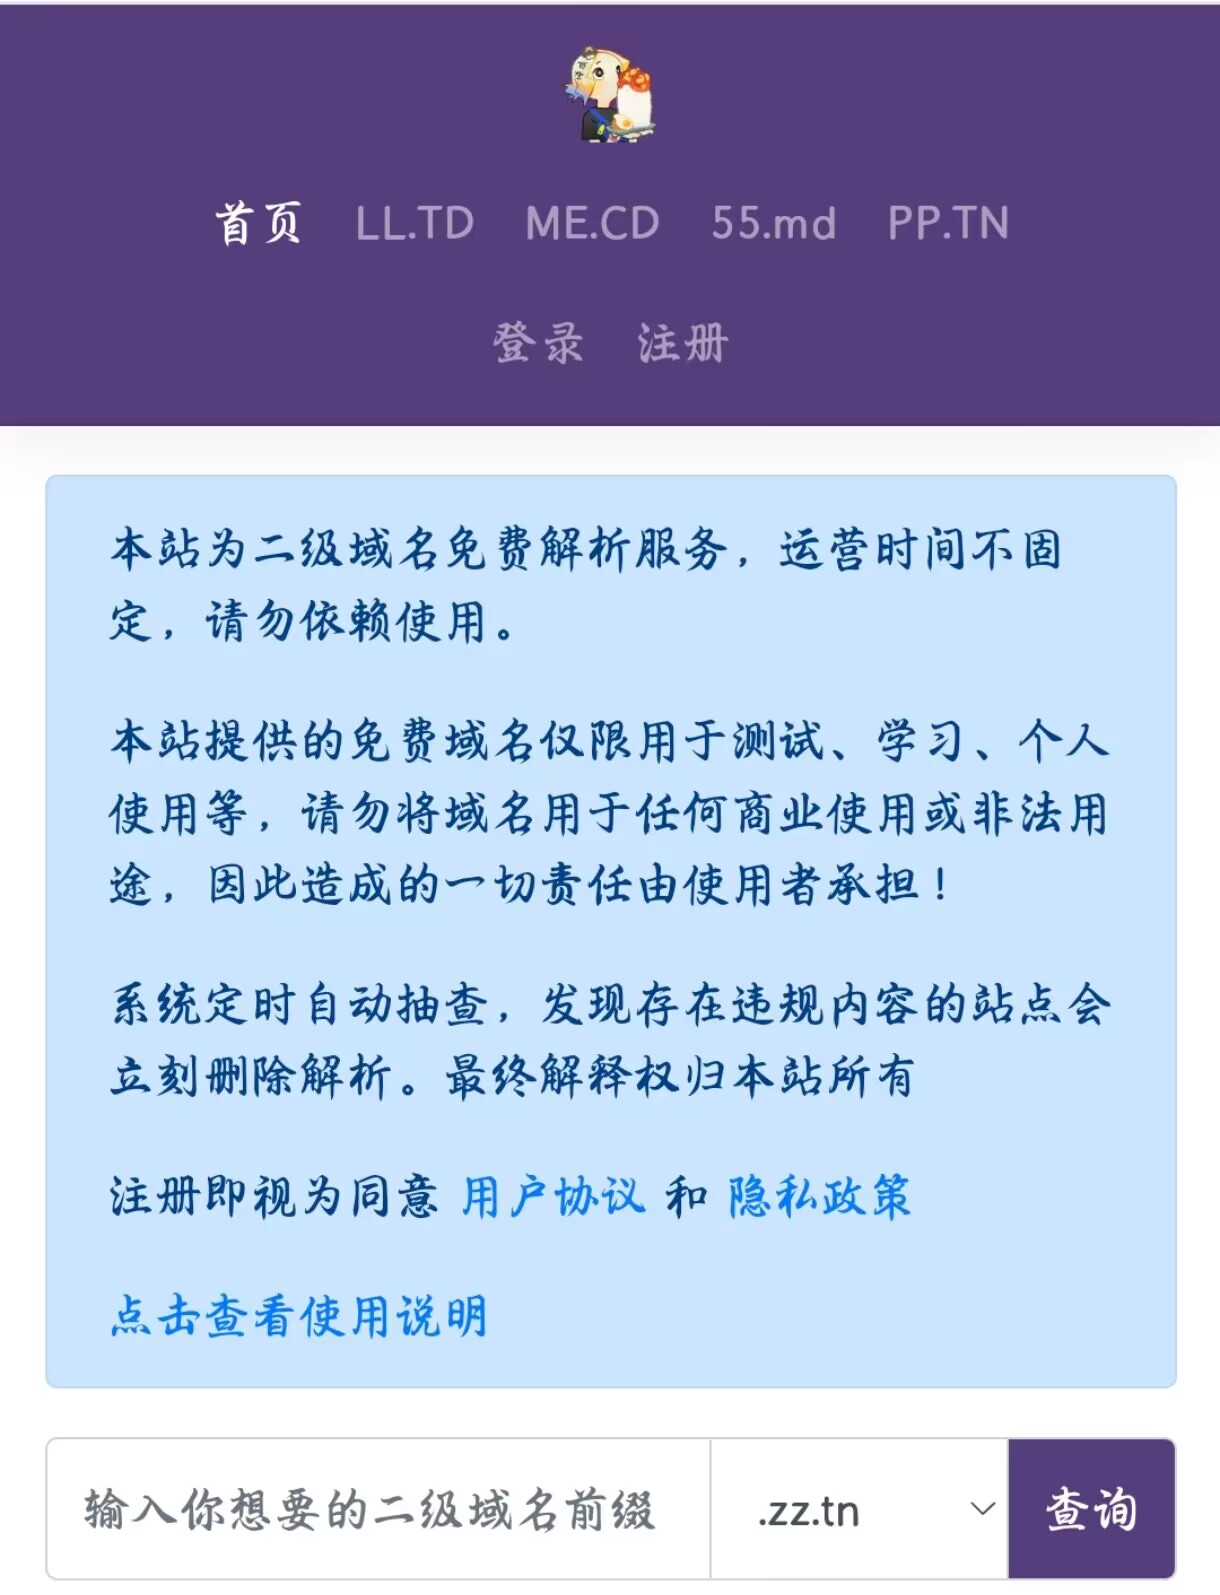 首页 LL.TD ME.CD 55.md PP.TN
登录 注册
本站为二级域名免费解析服务，运营时间不固
定，请勿依赖使用。
本站提供的免费域名仅限用于测试、学习、个人
使用等，请勿将域名用于任何商业使用或非法用
途，因此造成的一切责任由使用者承担！
系统定时自动抽查，发现存在违规内容的站点会
立刻删除解析。最终解释权归本站所有
注册即视为同意 用户协议 和 隐私政策
点击查看使用说明
输入你想要的二级域名前缀 .zz.tn 查询